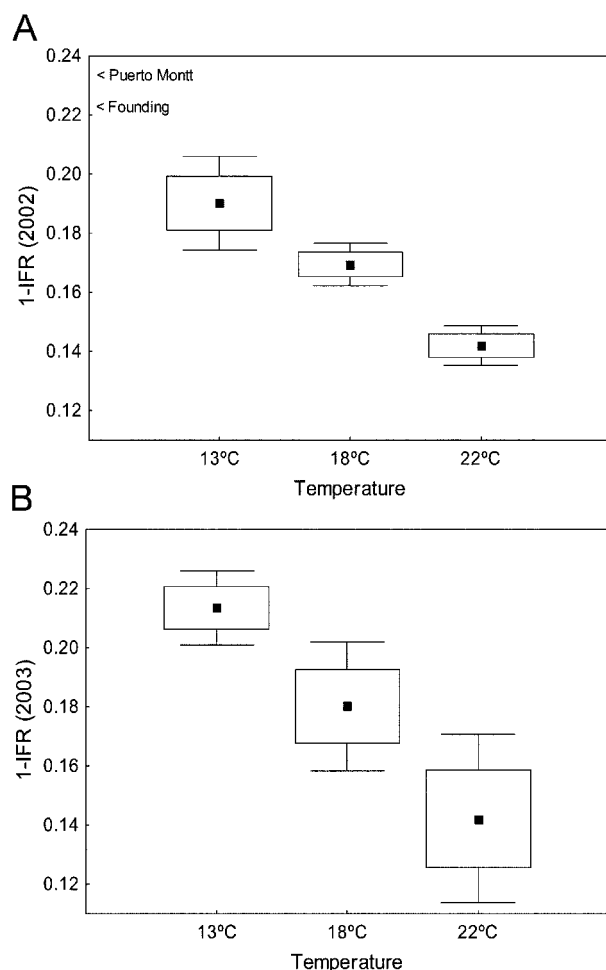 A
0.24
< Puerto Montt
0.22
< Founding
0.20
0.18
0.16
0.14
0.12
1-IFR (2002)
13ºC
18ºC
22ºC
Temperature
B
0.24
0.22
0.20
0.18
0.16
0.14
0.12
1-IFR (2003)
13ºC
18ºC
22ºC
Temperature